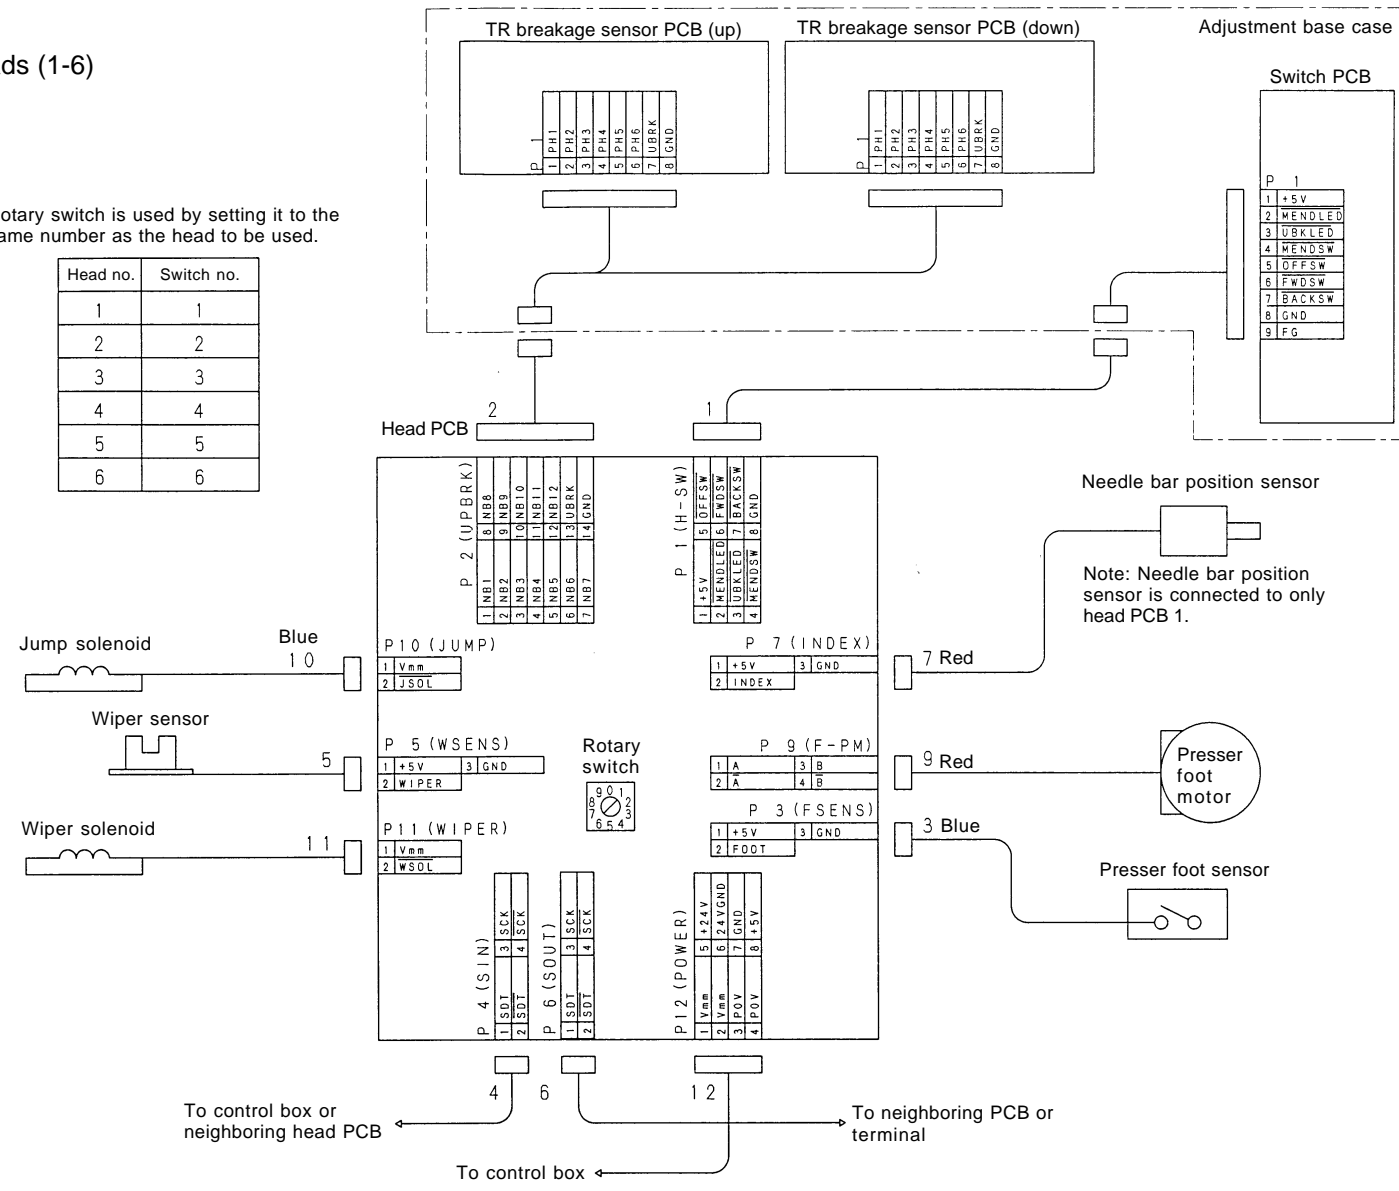 TR breakage sensor PCB (up)
TR breakage sensor PCB (down)
Adjustment base case
ds (1-6)
Switch PCB
P 1
1 PH1
2 PH2
3 PH3
4 PH4
5 PH5
6 PH6
7 UBRK
8 GND
P 1
1 PH1
2 PH2
3 PH3
4 PH4
5 PH5
6 PH6
7 UBRK
8 GND
P 1
1 +5V
2 MENDLED
3 UBKLED
4 MENDSW
5 OFFSW
6 FWDSW
7 BACKSW
8 GND
9 FG
otary switch is used by setting it to the
ame number as the head to be used.
Head no. Switch no.
1 1
2 2
3 3
4 4
5 5
6 6
2
1
Head PCB
P 2 (UPBRK)
1 NB1 8 NB8
2 NB2 9 NB9
3 NB3 10 NB10
4 NB4 11 NB11
5 NB5 12 NB12
6 NB6 13 UBRK
7 NB7 14 GND
P 1 (H-SW)
1 +5V 5 OFFSW
2 MENDLED 6 FWDSW
3 UBKLED 7 BACKSW
4 MENDSW 8 GND
Needle bar position sensor
Note: Needle bar position
sensor is connected to only
head PCB 1.
Jump solenoid
Blue
10
P10 (JUMP)
1 Vmm
2 JSOL
P 7 (INDEX)
1 +5V 3 GND
2 INDEX
7 Red
Wiper sensor
5
P 5 (WSENS)
1 +5V 3 GND
2 WIPER
Rotary
switch
0 1 2 3 4 5 6 7 8 9
P 9 (F-PM)
1 A 3 B
2 A 4 B
9 Red
Presser
foot
motor
Wiper solenoid
11
P11 (WIPER)
1 Vmm
2 WSOL
P 3 (FSENS)
1 +5V 3 GND
2 FOOT
3 Blue
Presser foot sensor
P 4 (SIN)
1 SDT 3 SCK
2 SDT 4 SCK
P 6 (SOUT)
1 SDT 3 SCK
2 SDT 4 SCK
P12 (POWER)
1 Vmm 5 +24V
2 Vmm 6 24VGND
3 POV 7 GND
4 POV 8 +5V
4
6
12
To control box or
neighboring head PCB
To neighboring PCB or
terminal
To control box